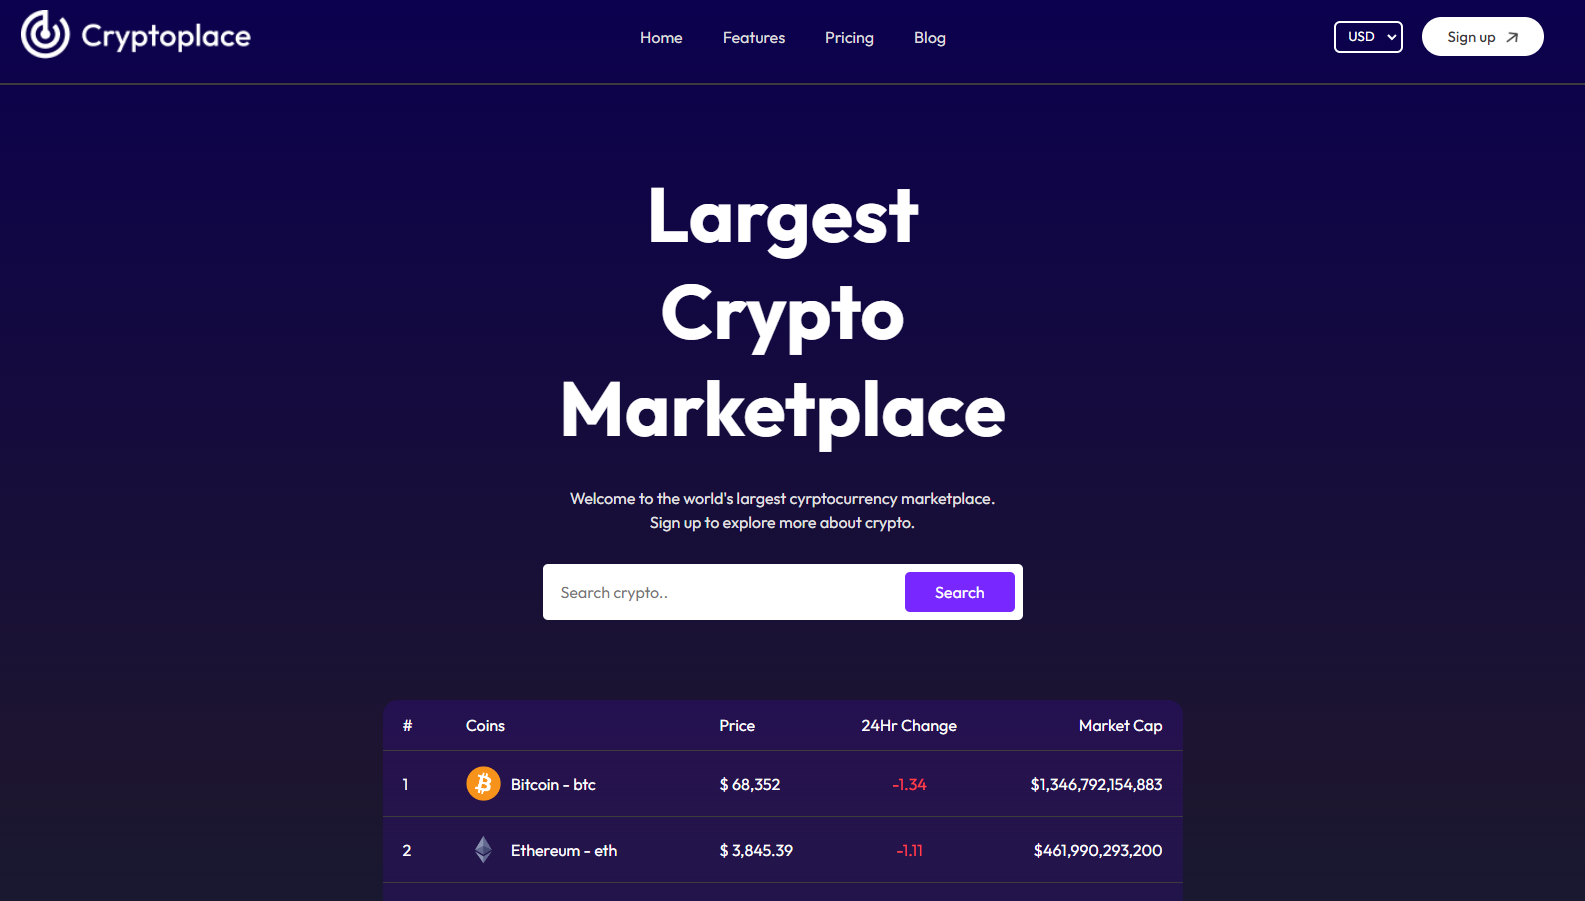 Cryptoplace
Home Features Pricing Blog
USD
Sign up
Largest
Crypto
Marketplace
Welcome to the world's largest cyrptocurrency marketplace.
Sign up to explore more about crypto.
Search crypto.. Search
# Coins Price 24Hr Change Market Cap
1 Bitcoin - btc $ 68,352 -1.34 $1,346,792,154,883
2 Ethereum - eth $ 3,845.39 -1.11 $461,990,293,200